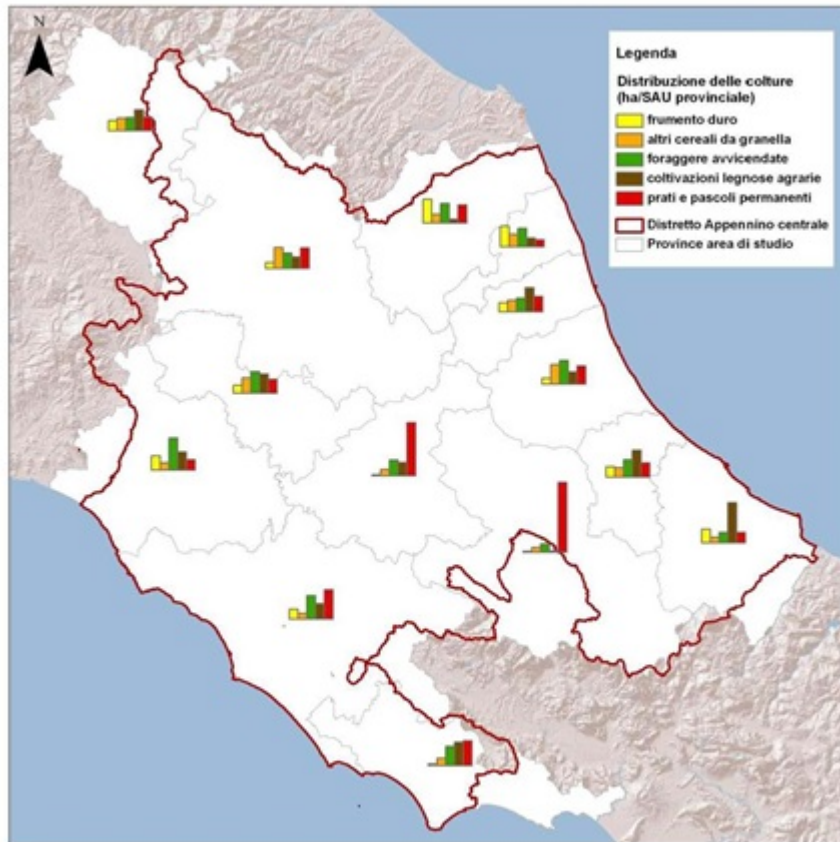 N
Legenda
Distribuzione delle colture
(ha/SAU provinciale)
frumento duro
altri cereali da granella
foraggere avvicendate
coltivazioni legnose agrarie
prati e pascoli permanenti
Distretto Appennino centrale
Province area di studio